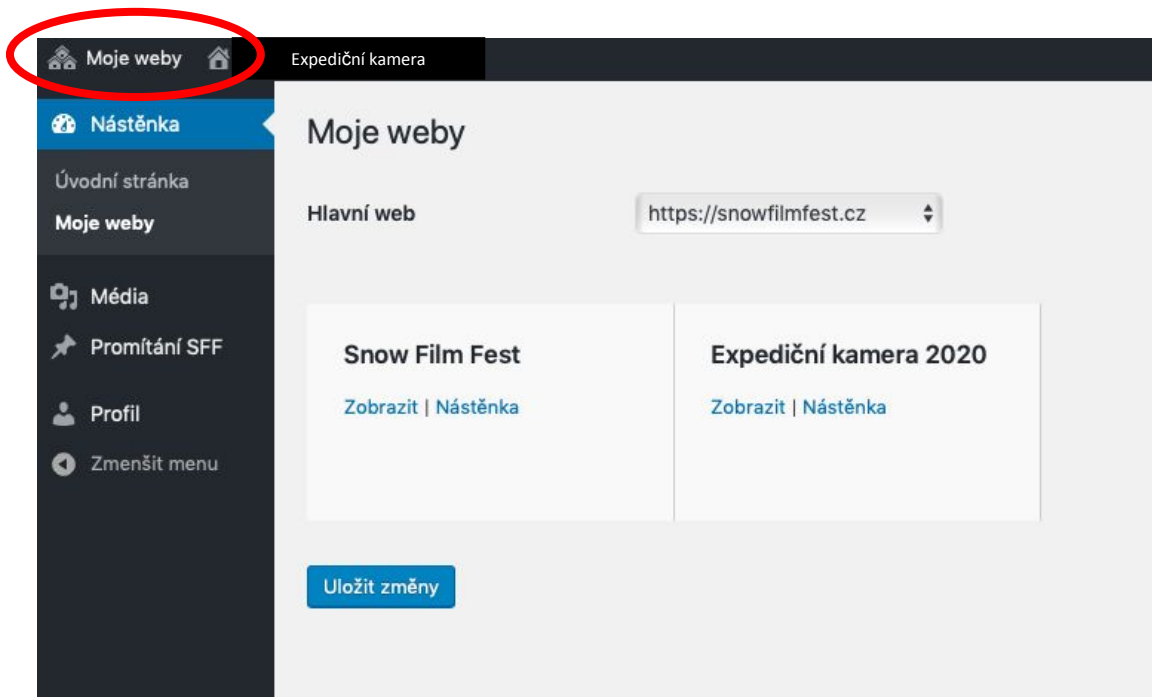 Moje weby Expediční kamera
Nástěnka
Úvodní stránka
Moje weby
Média
Promítání SFF
Profil
Zmenšit menu
Moje weby
Hlavní web https://snowfilmfest.cz
Snow Film Fest
Zobrazit | Nástěnka
Expediční kamera 2020
Zobrazit | Nástěnka
Uložit změny